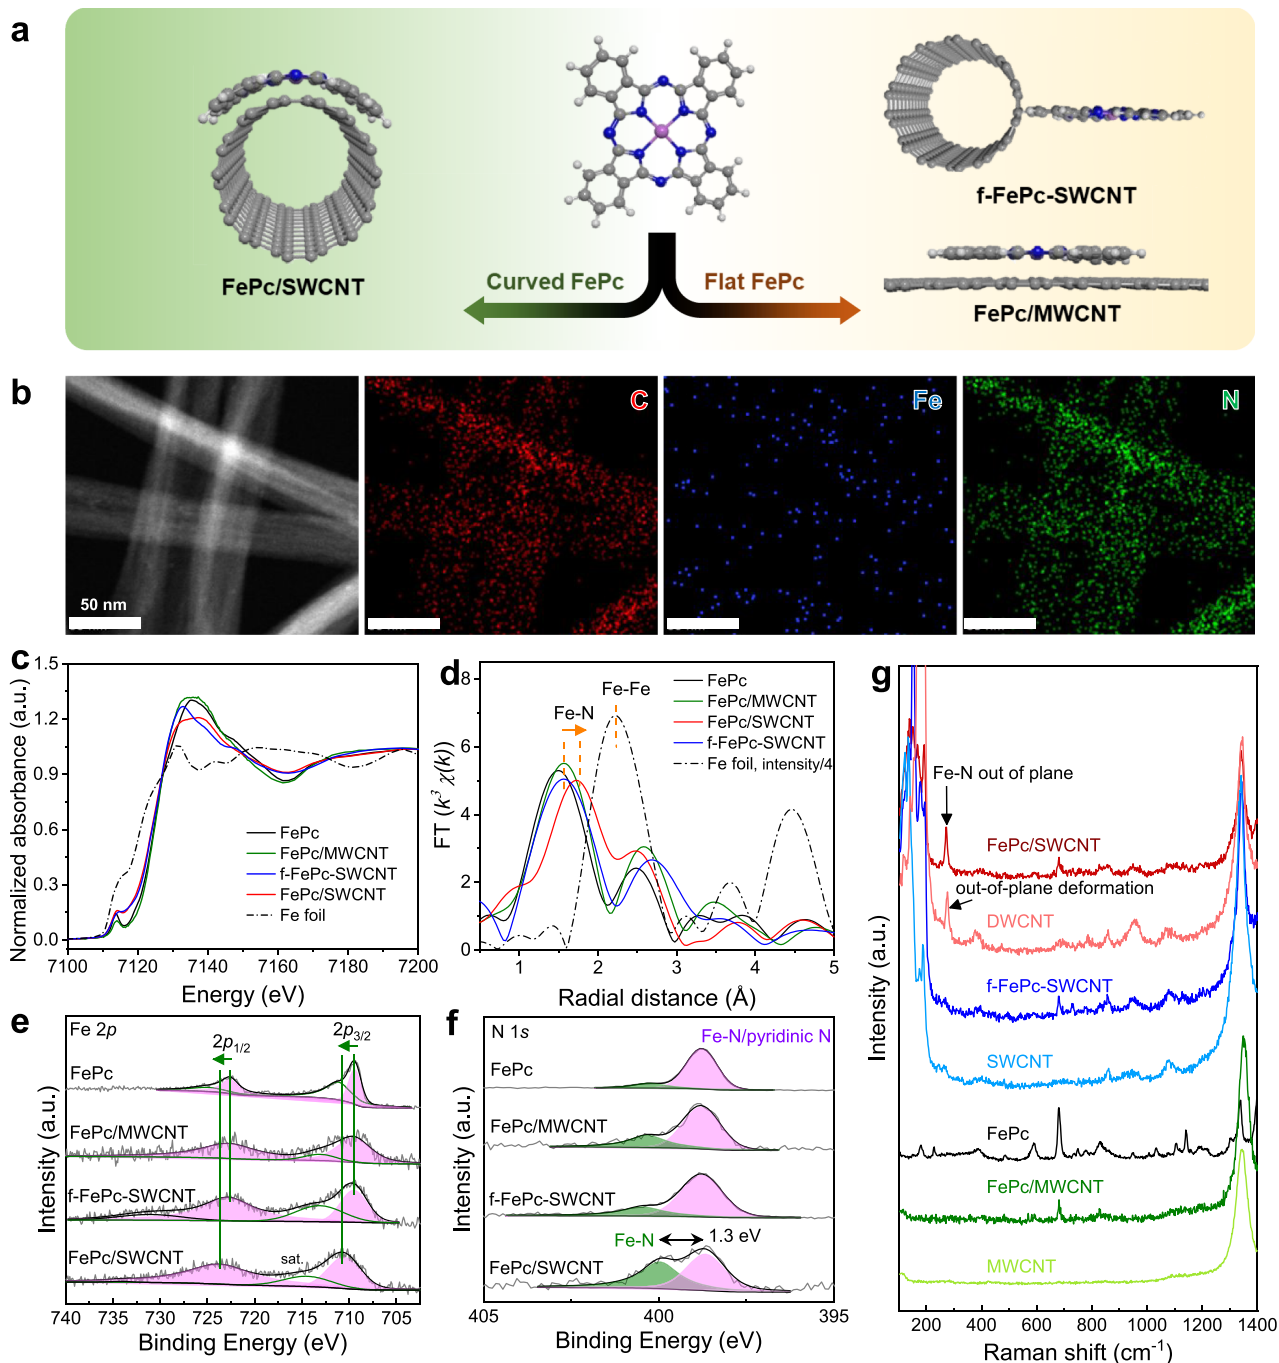 a
FePc/SWCNT
Curved FePc
Flat FePc
f-FePc-SWCNT
FePc/MWCNT
b
50 nm
C
Fe
N
c
Normalized absorbance (a.u.)
1.5
1.2
0.9
0.6
0.3
0.0
FePc
FePc/MWCNT
f-FePc-SWCNT
FePc/SWCNT
Fe foil
7100 7120 7140 7160 7180 7200
Energy (eV)
d
FT (k³ χ(k))
8
6
4
2
0
Fe-N
Fe-Fe
FePc
FePc/MWCNT
FePc/SWCNT
f-FePc-SWCNT
Fe foil, intensity/4
1 2 3 4 5
Radial distance (Å)
e
Intensity (a.u.)
Fe 2p
2p1/2
2p3/2
FePc
FePc/MWCNT
f-FePc-SWCNT
FePc/SWCNT
sat.
740 735 730 725 720 715 710 705
Binding Energy (eV)
f
Intensity (a.u.)
N 1s
Fe-N/pyridinic N
FePc
FePc/MWCNT
f-FePc-SWCNT
Fe-N
1.3 eV
FePc/SWCNT
405 400 395
Binding Energy (eV)
g
Intensity (a.u.)
Fe-N out of plane
FePc/SWCNT
out-of-plane deformation
DWCNT
f-FePc-SWCNT
SWCNT
FePc
FePc/MWCNT
MWCNT
200 400 600 800 1000 1200 1400
Raman shift (cm⁻¹)